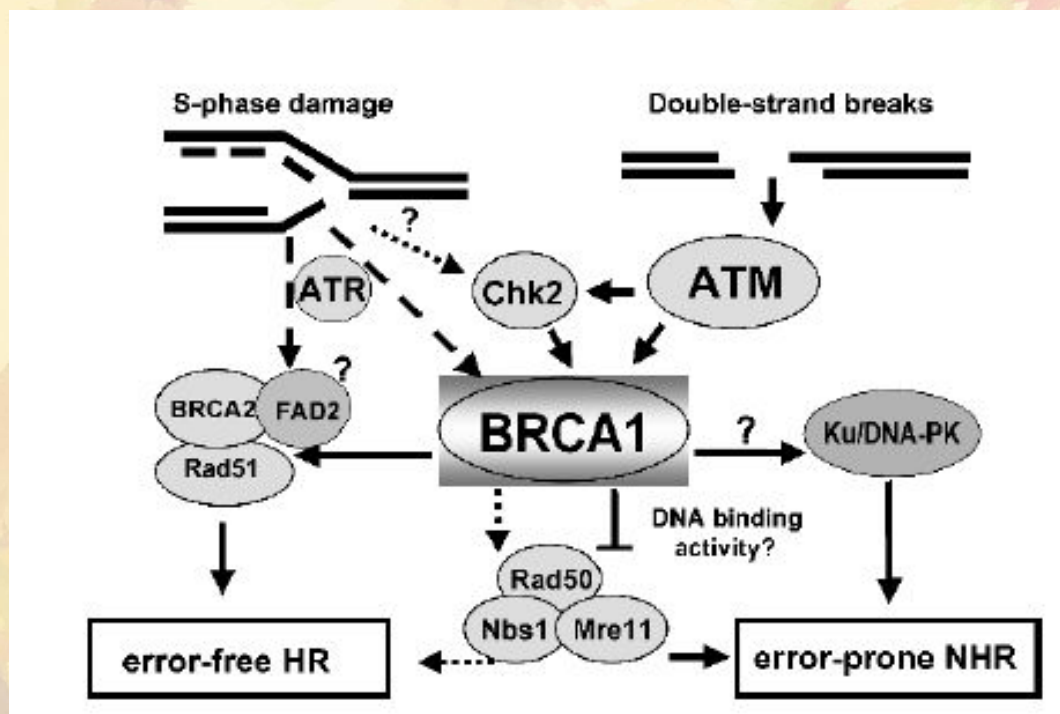 S-phase damage
Double-strand breaks
?
ATR
Chk2
ATM
?
BRCA2
FAD2
Rad51
BRCA1
?
Ku/DNA-PK
DNA binding
activity?
Rad50
Nbs1
Mre11
error-free HR
error-prone NHR